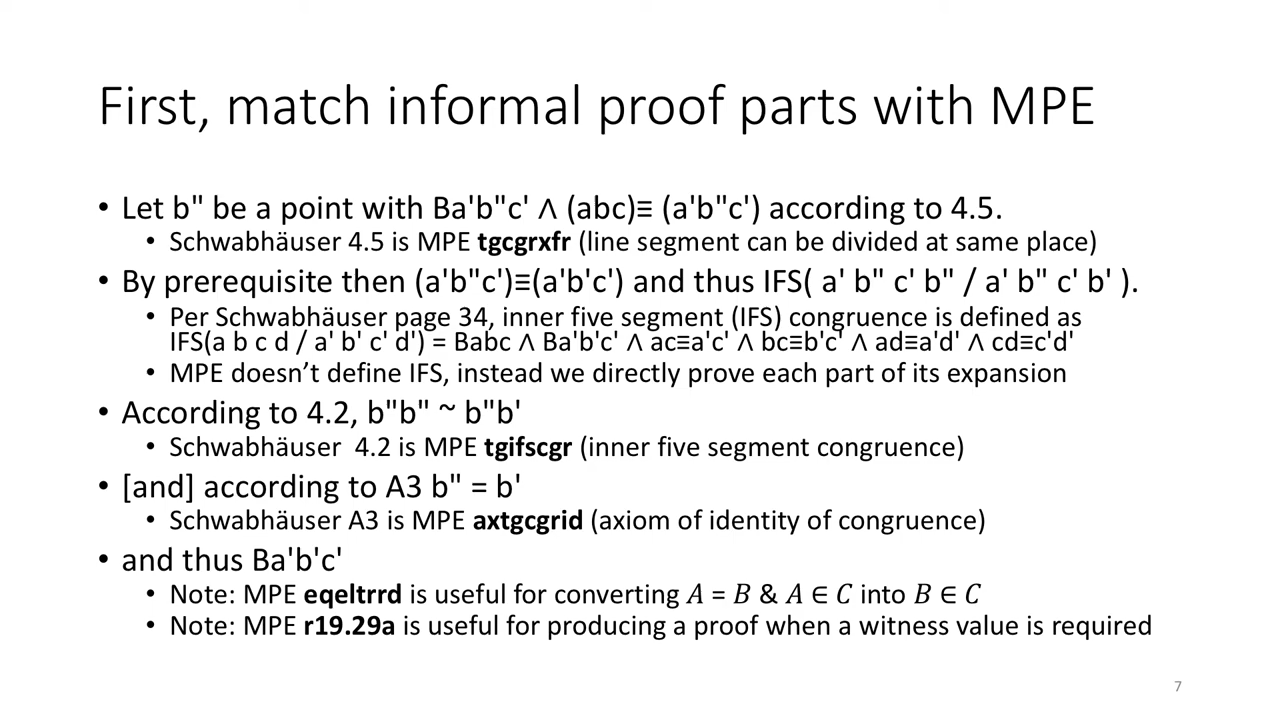 First, match informal proof parts with MPE
• Let b" be a point with Ba'b"c' ∧ (abc)≡ (a'b"c') according to 4.5.
• Schwabhäuser 4.5 is MPE tgcgrxfr (line segment can be divided at same place)
• By prerequisite then (a'b"c')≡(a'b'c') and thus IFS( a' b" c' b" / a' b" c' b' ).
• Per Schwabhäuser page 34, inner five segment (IFS) congruence is defined as
IFS(a b c d / a' b' c' d') = Babc ∧ Ba'b'c' ∧ ac≡a'c' ∧ bc≡b'c' ∧ ad≡a'd' ∧ cd≡c'd'
• MPE doesn’t define IFS, instead we directly prove each part of its expansion
• According to 4.2, b"b" ~ b"b'
• Schwabhäuser 4.2 is MPE tgifscgr (inner five segment congruence)
• [and] according to A3 b" = b'
• Schwabhäuser A3 is MPE axtgcgrid (axiom of identity of congruence)
• and thus Ba'b'c'
• Note: MPE eqeltrrd is useful for converting 𝐴 = 𝐵 & 𝐴 ∈ 𝐶 into 𝐵 ∈ 𝐶
• Note: MPE r19.29a is useful for producing a proof when a witness value is required
7